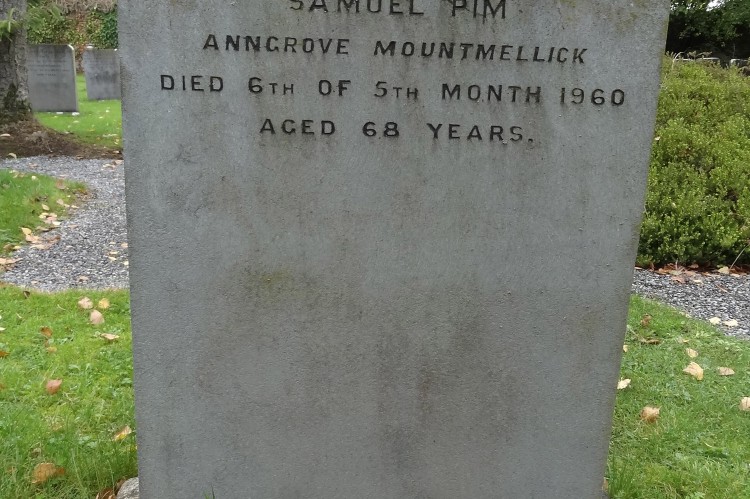 SAMUEL PIM
ANNGROVE MOUNTMELLICK
DIED 6TH OF 5TH MONTH 1960
AGED 68 YEARS.